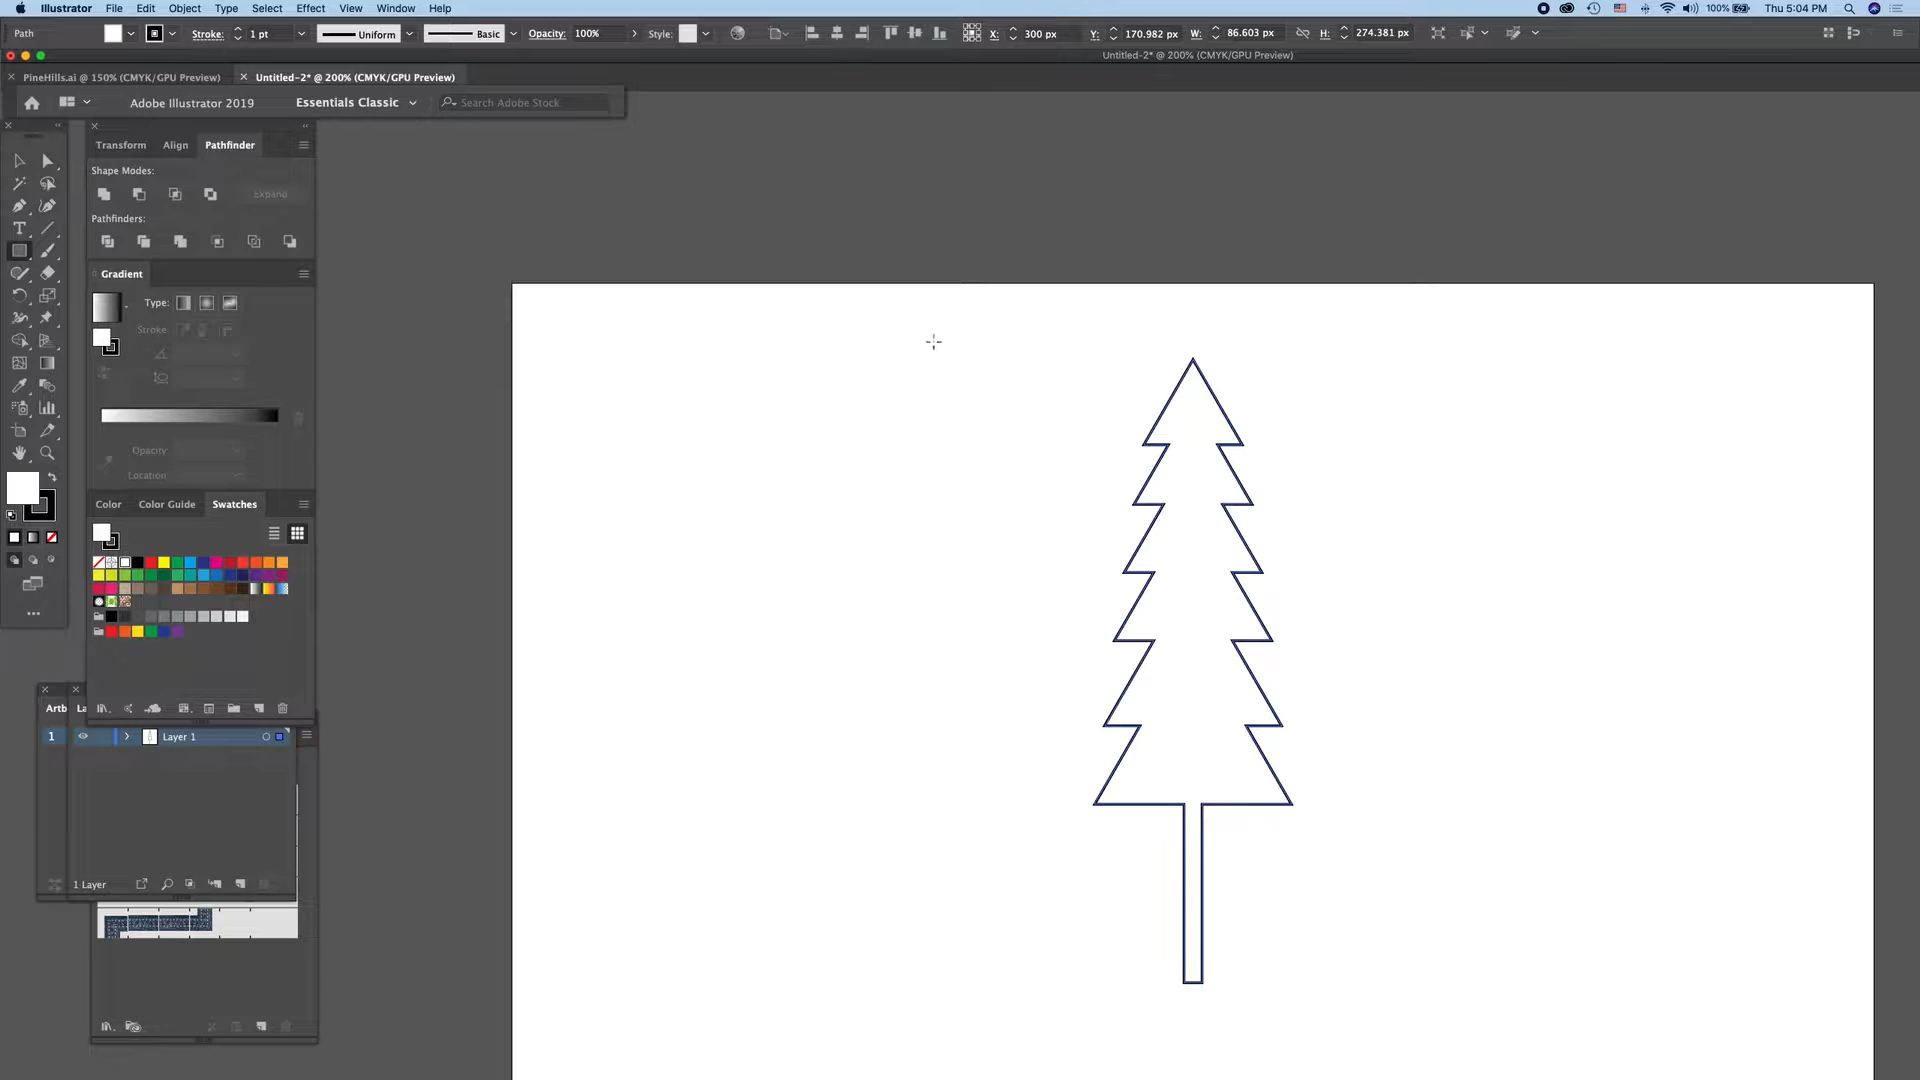 Illustrator File Edit Object Type Select Effect View Window Help 100% Thu 5:04 PM
Path Stroke: 1 pt Uniform Basic Opacity: 100% Style: X: 300 px Y: 170.982 px W: 86.603 px H: 274.381 px
Untitled-2* @ 200% (CMYK/GPU Preview)
PineHills.ai @ 150% (CMYK/GPU Preview) Untitled-2* @ 200% (CMYK/GPU Preview)
Adobe Illustrator 2019 Essentials Classic Search Adobe Stock
Transform Align Pathfinder
Shape Modes:
Expand
Pathfinders:
Gradient
Type:
Stroke:
Opacity:
Location:
Color Color Guide Swatches
Artb La
1 Layer 1
1 Layer